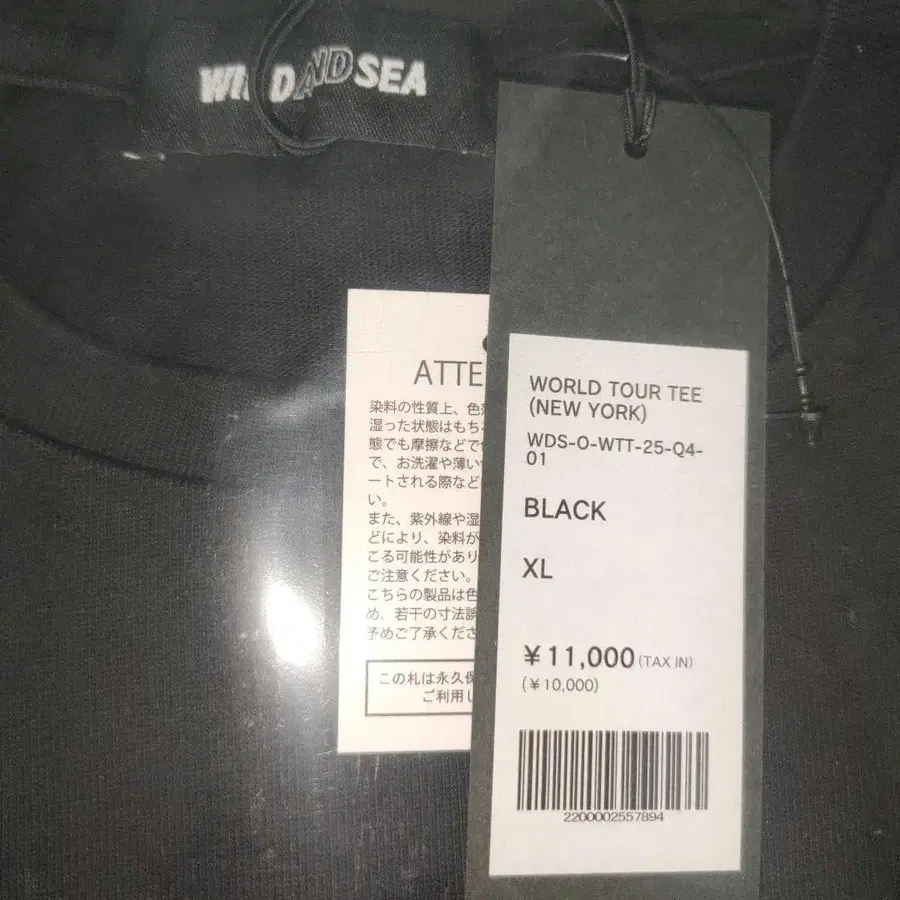 WIND AND SEA
ATTE
染料の性質上、色
湿った状態はもち
態でも摩擦などで
で、お洗濯や薄い
ートされる際など
い。
また、紫外線や湿
どにより、染料が
こる可能性があり
ご注意ください。
こちらの製品は色
め、若干の寸法誤
予めご了承くださ
この札は永久保
ご利用し
WORLD TOUR TEE
(NEW YORK)
WDS-O-WTT-25-Q4-
01
BLACK
XL
¥11,000(TAX IN)
(¥10,000)
2200002557894